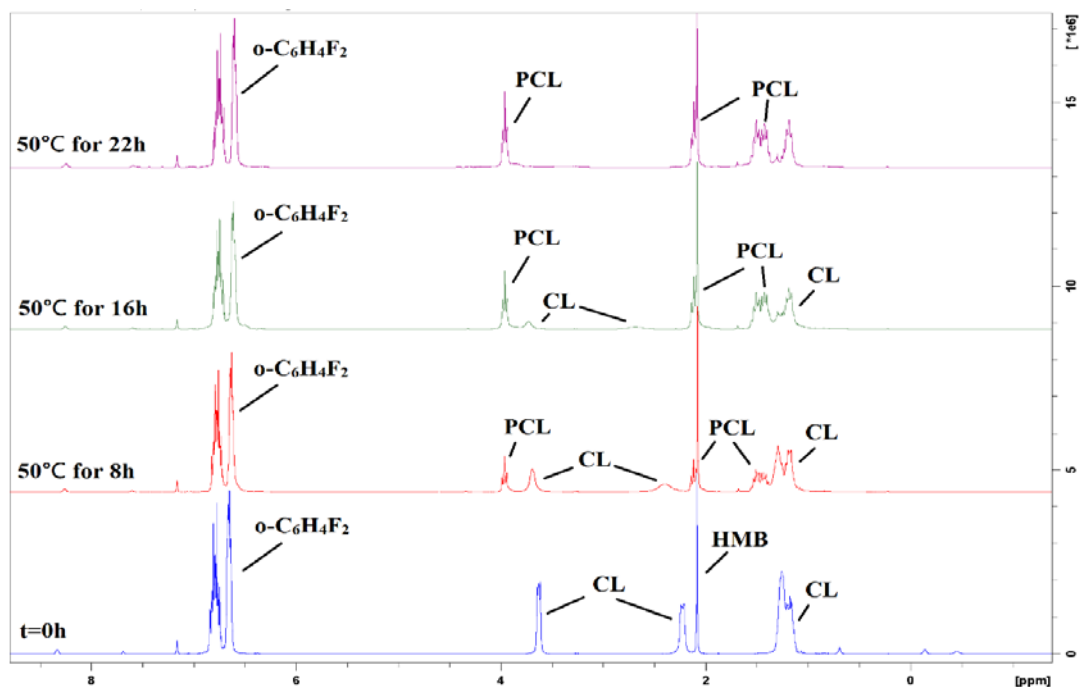 o-C₆H₄F₂
PCL
PCL
50℃ for 22h
[*1e6]
15
o-C₆H₄F₂
PCL
CL
PCL
CL
50℃ for 16h
10
o-C₆H₄F₂
PCL
CL
PCL
CL
50℃ for 8h
5
o-C₆H₄F₂
CL
HMB
CL
t=0h
0
8 6 4 2 0 [ppm]